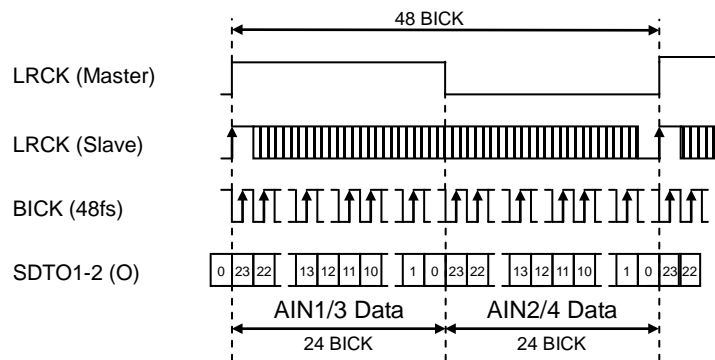 48 BICK
LRCK (Master)
LRCK (Slave)
BICK (48fs)
SDTO1-2 (O)
0 23 22 13 12 11 10 1 0 23 22 13 12 11 10 1 0 23 22
AIN1/3 Data AIN2/4 Data
24 BICK 24 BICK